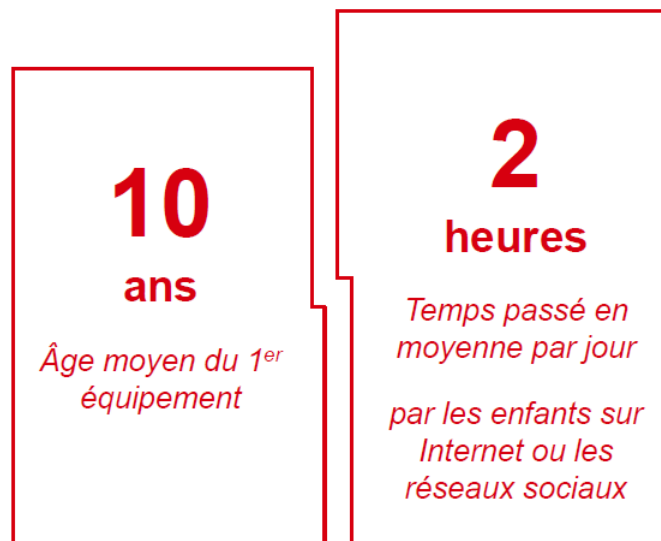 10
ans
Âge moyen du 1er
équipement
2
heures
Temps passé en
moyenne par jour
par les enfants sur
Internet ou les
réseaux sociaux